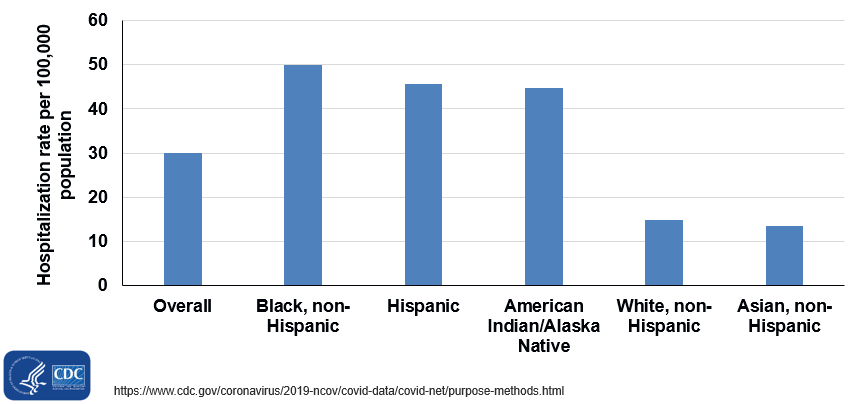 Hospitalization rate per 100,000
population
60
50
40
30
20
10
0
Overall
Black, non-
Hispanic
Hispanic
American
Indian/Alaska
Native
White, non-
Hispanic
Asian, non-
Hispanic
CDC
https://www.cdc.gov/coronavirus/2019-ncov/covid-data/covid-net/purpose-methods.html